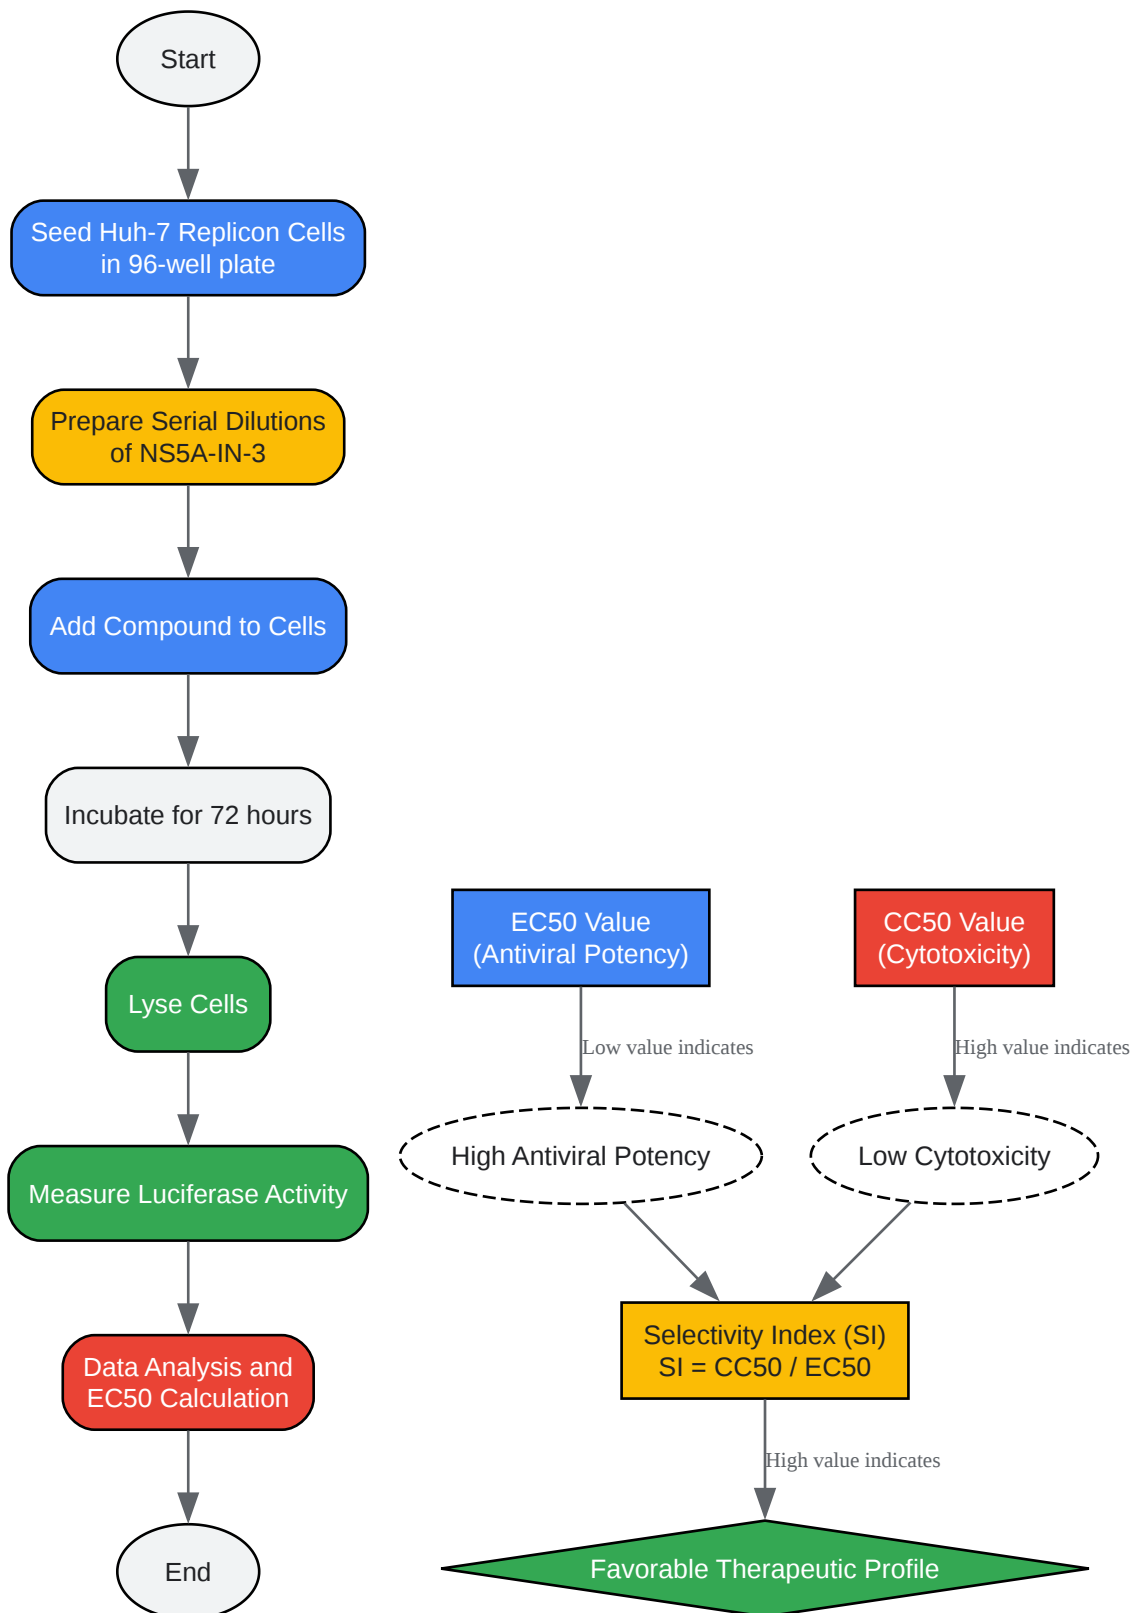 Start
Seed Huh-7 Replicon Cells
in 96-well plate
Prepare Serial Dilutions
of NS5A-IN-3
Add Compound to Cells
Incubate for 72 hours
Lyse Cells
Measure Luciferase Activity
Data Analysis and
EC50 Calculation
End
EC50 Value
(Antiviral Potency)
CC50 Value
(Cytotoxicity)
Low value indicates
High value indicates
High Antiviral Potency
Low Cytotoxicity
Selectivity Index (SI)
SI = CC50 / EC50
High value indicates
Favorable Therapeutic Profile